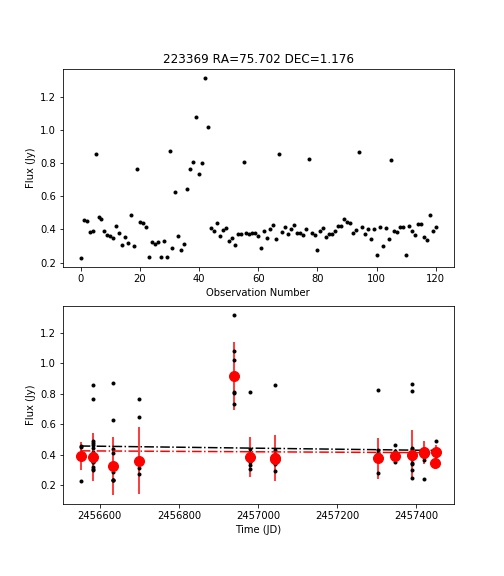 223369 RA=75.702 DEC=1.176
Flux (Jy)
1.2
1.0
0.8
0.6
0.4
0.2
0 20 40 60 80 100 120
Observation Number
Flux (Jy)
1.2
1.0
0.8
0.6
0.4
0.2
2456600 2456800 2457000 2457200 2457400
Time (JD)